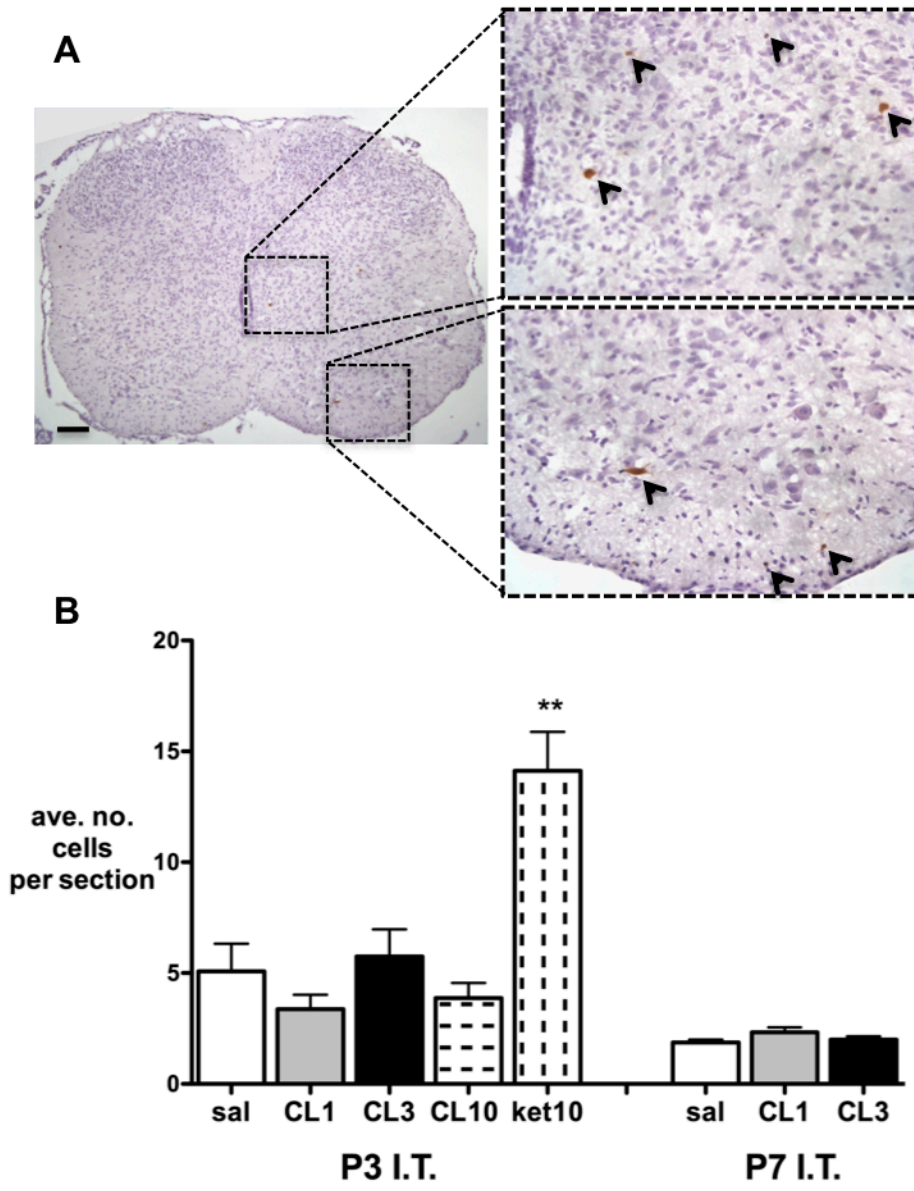 A
B
20
15
10
5
0
ave. no.
cells
per section
**
sal CL1 CL3 CL10 ket10 sal CL1 CL3
P3 I.T. P7 I.T.